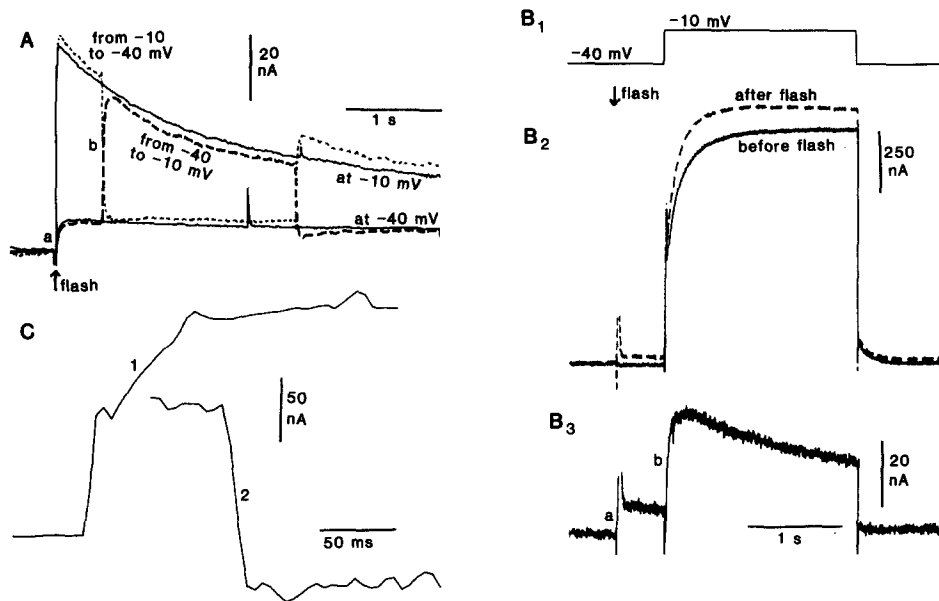 A
from −10
to −40 mV
20
nA
1 s
b
from −40
to −10 mV
at −10 mV
at −40 mV
a
flash
C
1
50
nA
2
50 ms
B1
−10 mV
−40 mV
flash
B2
after flash
before flash
250
nA
B3
b
a
20
nA
1 s